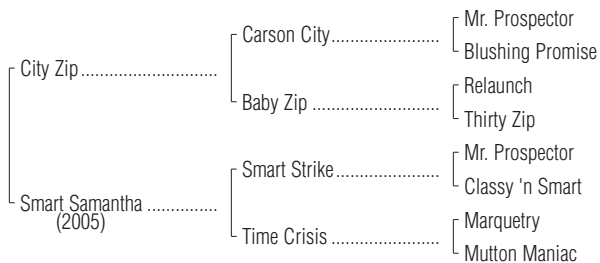 Mr. Prospector
Carson City
Blushing Promise
City Zip
Relaunch
Baby Zip
Thirty Zip
Mr. Prospector
Smart Strike
Classy 'n Smart
Smart Samantha
(2005)
Marquetry
Time Crisis
Mutton Maniac